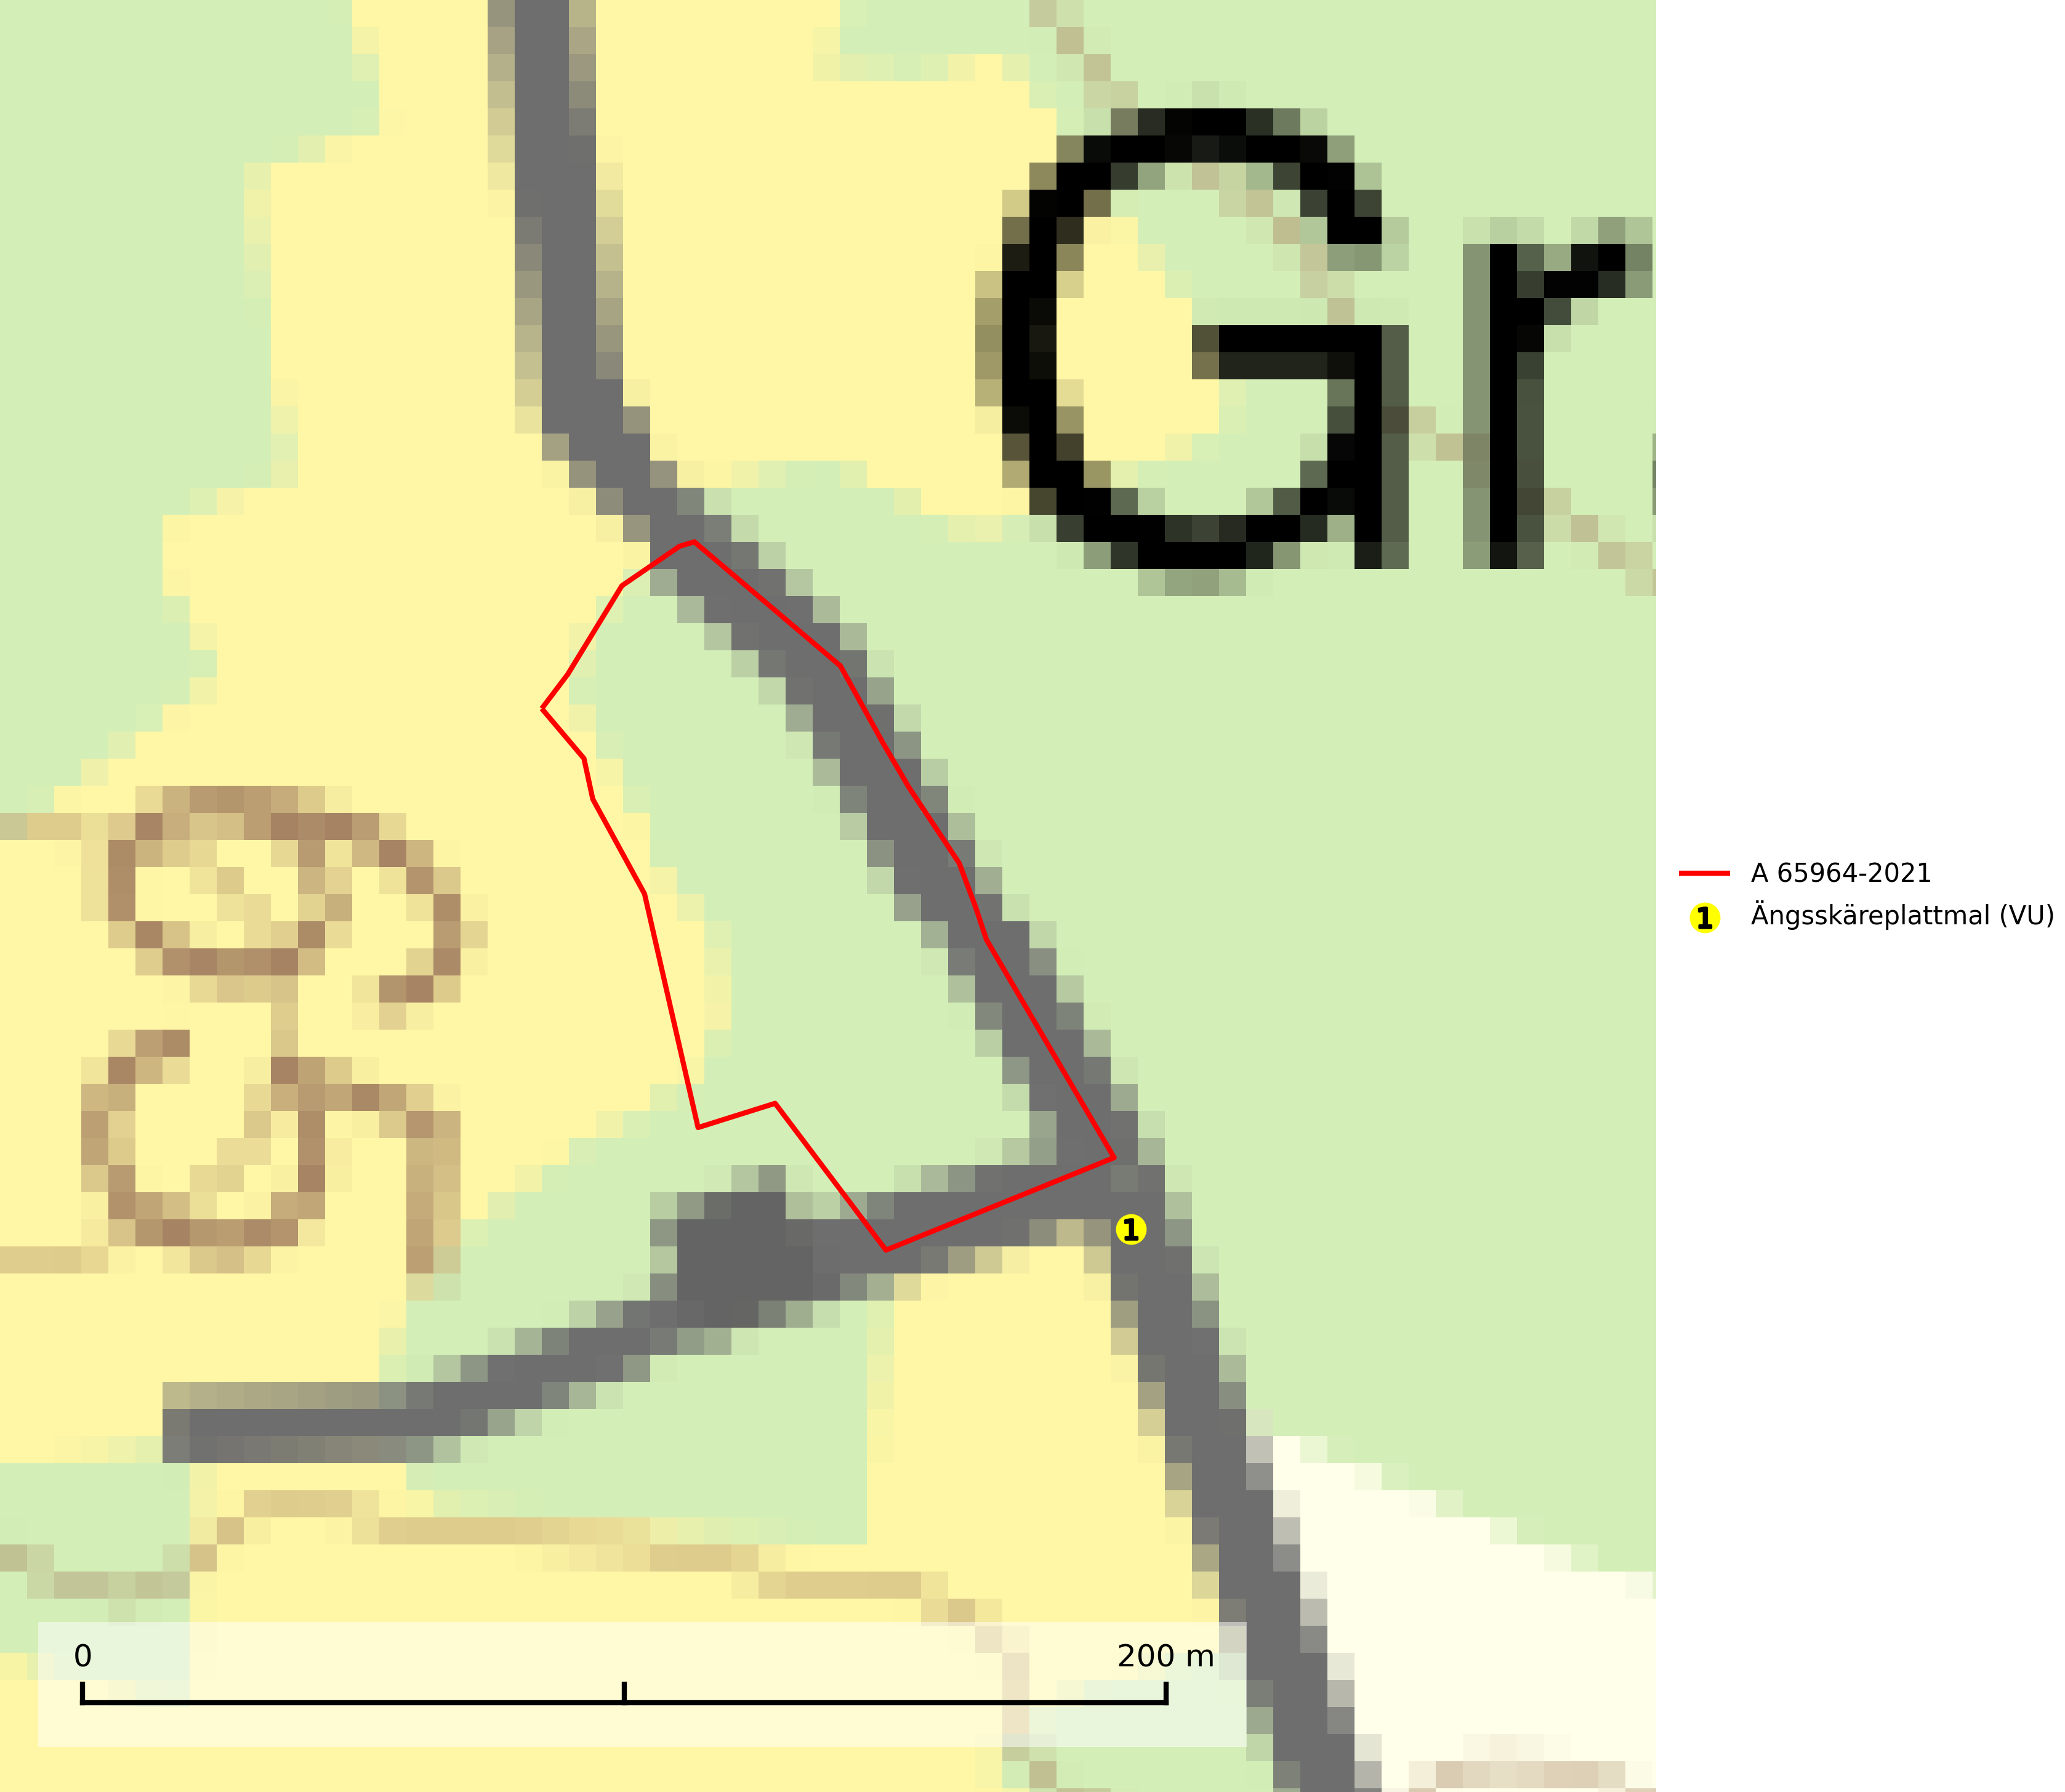 Gr
A 65964-2021
1 Ängsskäreplattmal (VU)
1
0 200 m